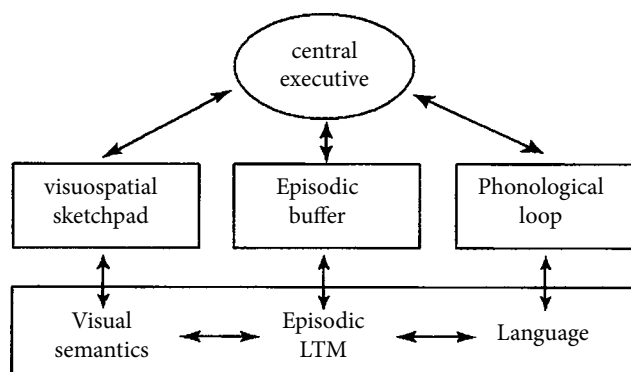 central
executive
visuospatial
sketchpad
Episodic
buffer
Phonological
loop
Visual
semantics
Episodic
LTM
Language